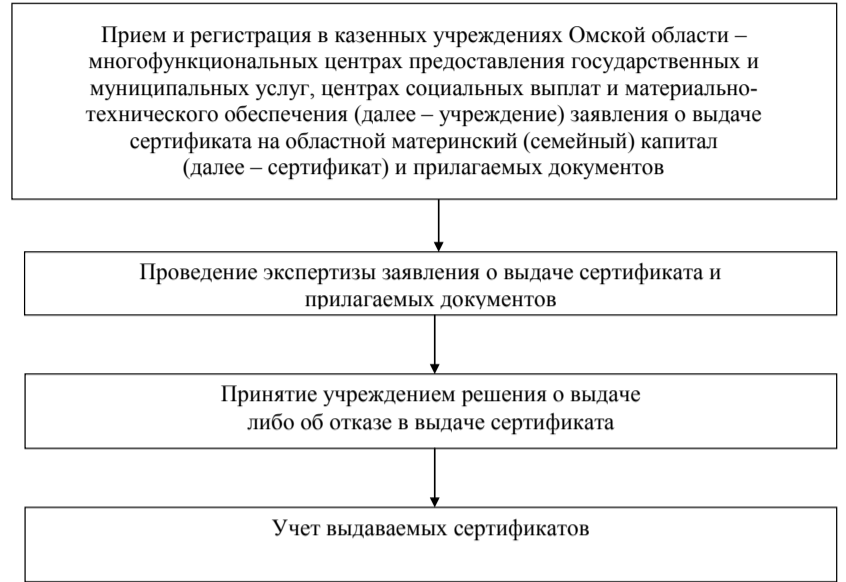 Прием и регистрация в казенных учреждениях Омской области –
многофункциональных центрах предоставления государственных и
муниципальных услуг, центрах социальных выплат и материально-
технического обеспечения (далее – учреждение) заявления о выдаче
сертификата на областной материнский (семейный) капитал
(далее – сертификат) и прилагаемых документов
Проведение экспертизы заявления о выдаче сертификата и
прилагаемых документов
Принятие учреждением решения о выдаче
либо об отказе в выдаче сертификата
Учет выдаваемых сертификатов